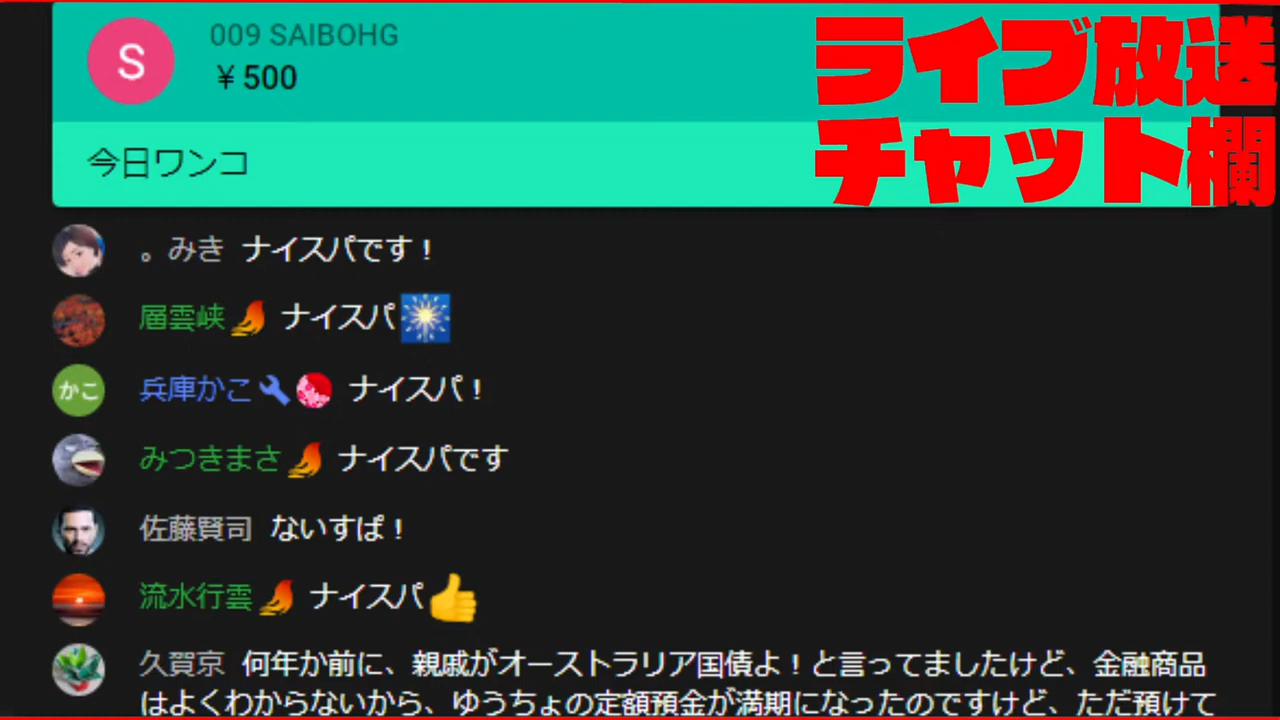 S
009 SAIBOHG
￥500
今日ワンコ
ライブ放送
チャット欄
。みき ナイスパです！
層雲峡 ナイスパ
かこ
兵庫かこ ナイスパ！
みつきまさ ナイスパです
佐藤賢司 ないすぱ！
流水行雲 ナイスパ
久賀京 何年か前に、親戚がオーストラリア国債よ！と言ってましたけど、金融商品
はよくわからないから、ゆうちょの定額預金が満期になったのですけど、ただ預けて